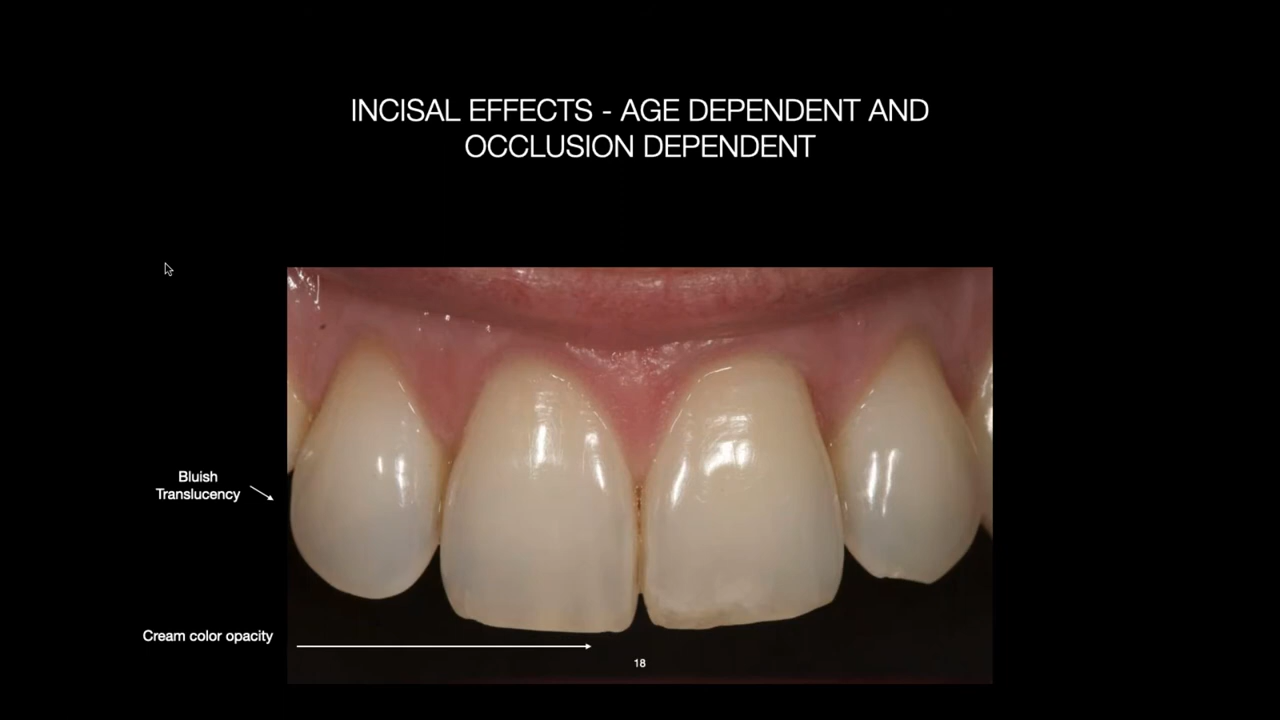 INCISAL EFFECTS - AGE DEPENDENT AND
OCCLUSION DEPENDENT
Bluish
Translucency
Cream color opacity
18